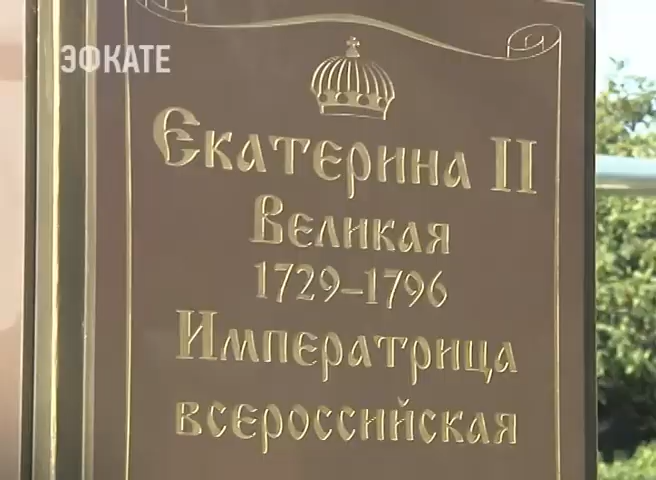 ЭФКАТЕ
Екатерина II
Великая
1729–1796
Императрица
всероссийская